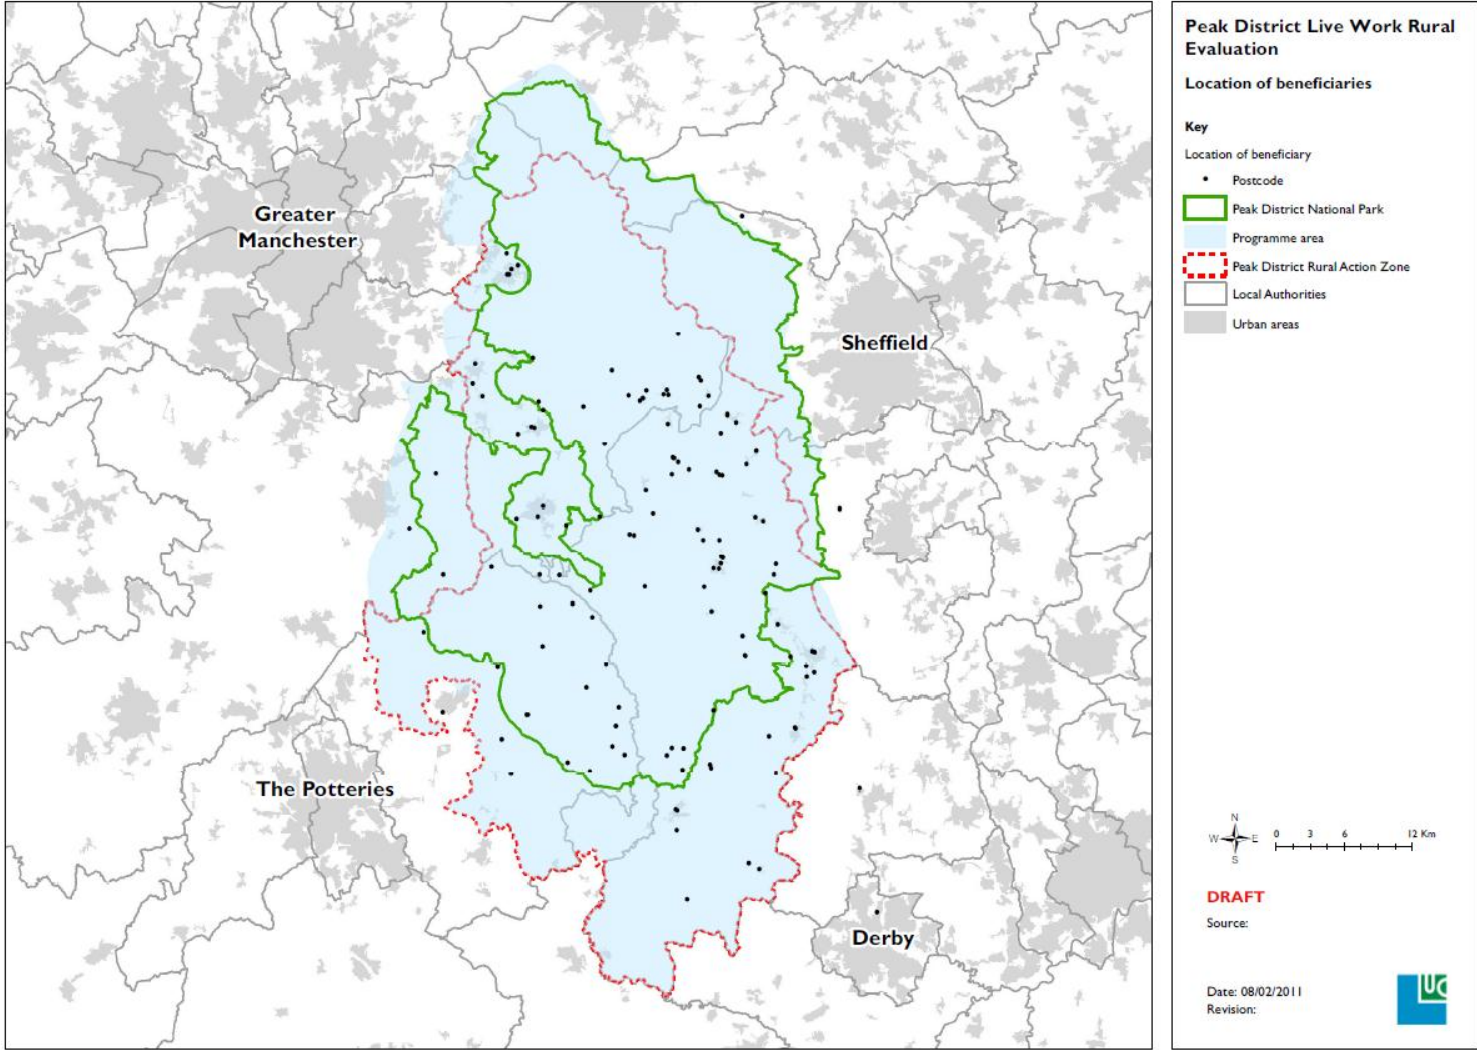 Greater
Manchester
Sheffield
The Potteries
Derby
Peak District Live Work Rural
Evaluation
Location of beneficiaries
Key
Location of beneficiary
Postcode
Peak District National Park
Programme area
Peak District Rural Action Zone
Local Authorities
Urban areas
N
W E
S
0 3 6 12 Km
DRAFT
Source:
Date: 08/02/2011
Revision:
LUC